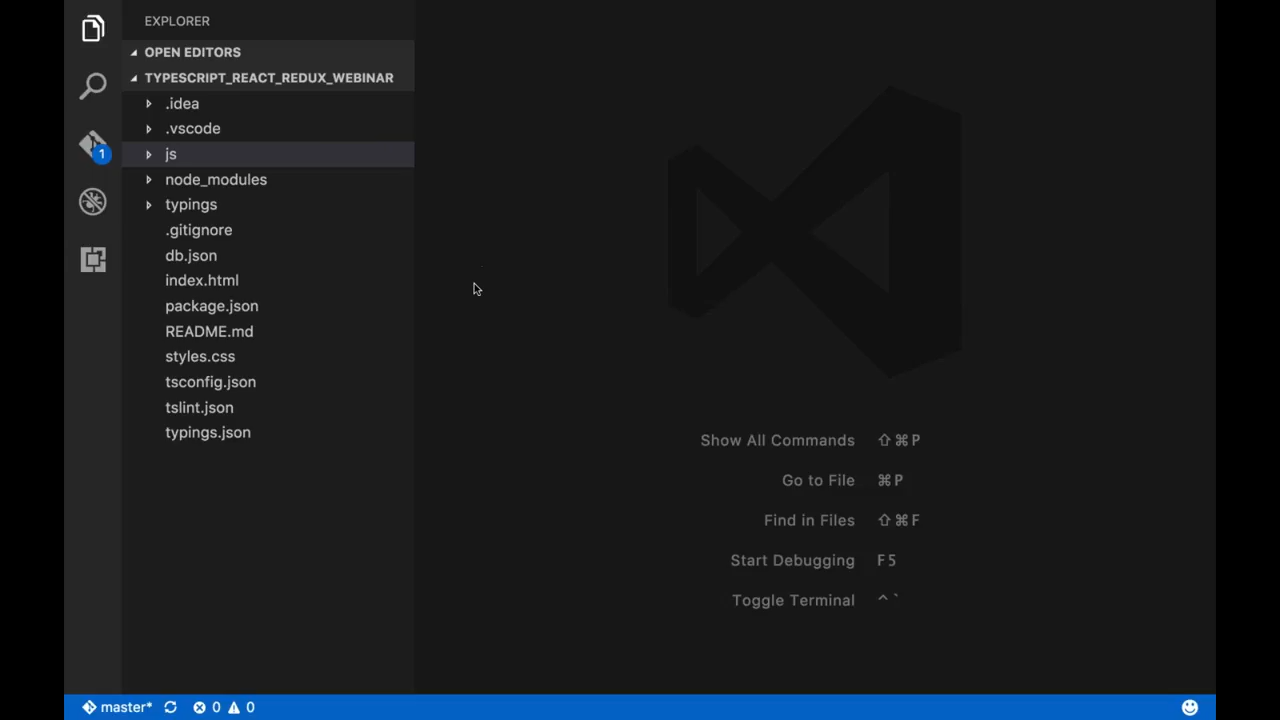 EXPLORER
OPEN EDITORS
TYPESCRIPT_REACT_REDUX_WEBINAR
.idea
.vscode
js
node_modules
typings
.gitignore
db.json
index.html
package.json
README.md
styles.css
tsconfig.json
tslint.json
typings.json
1
Show All Commands ⇧⌘P
Go to File ⌘P
Find in Files ⇧⌘F
Start Debugging F5
Toggle Terminal ^`
master* 0 0